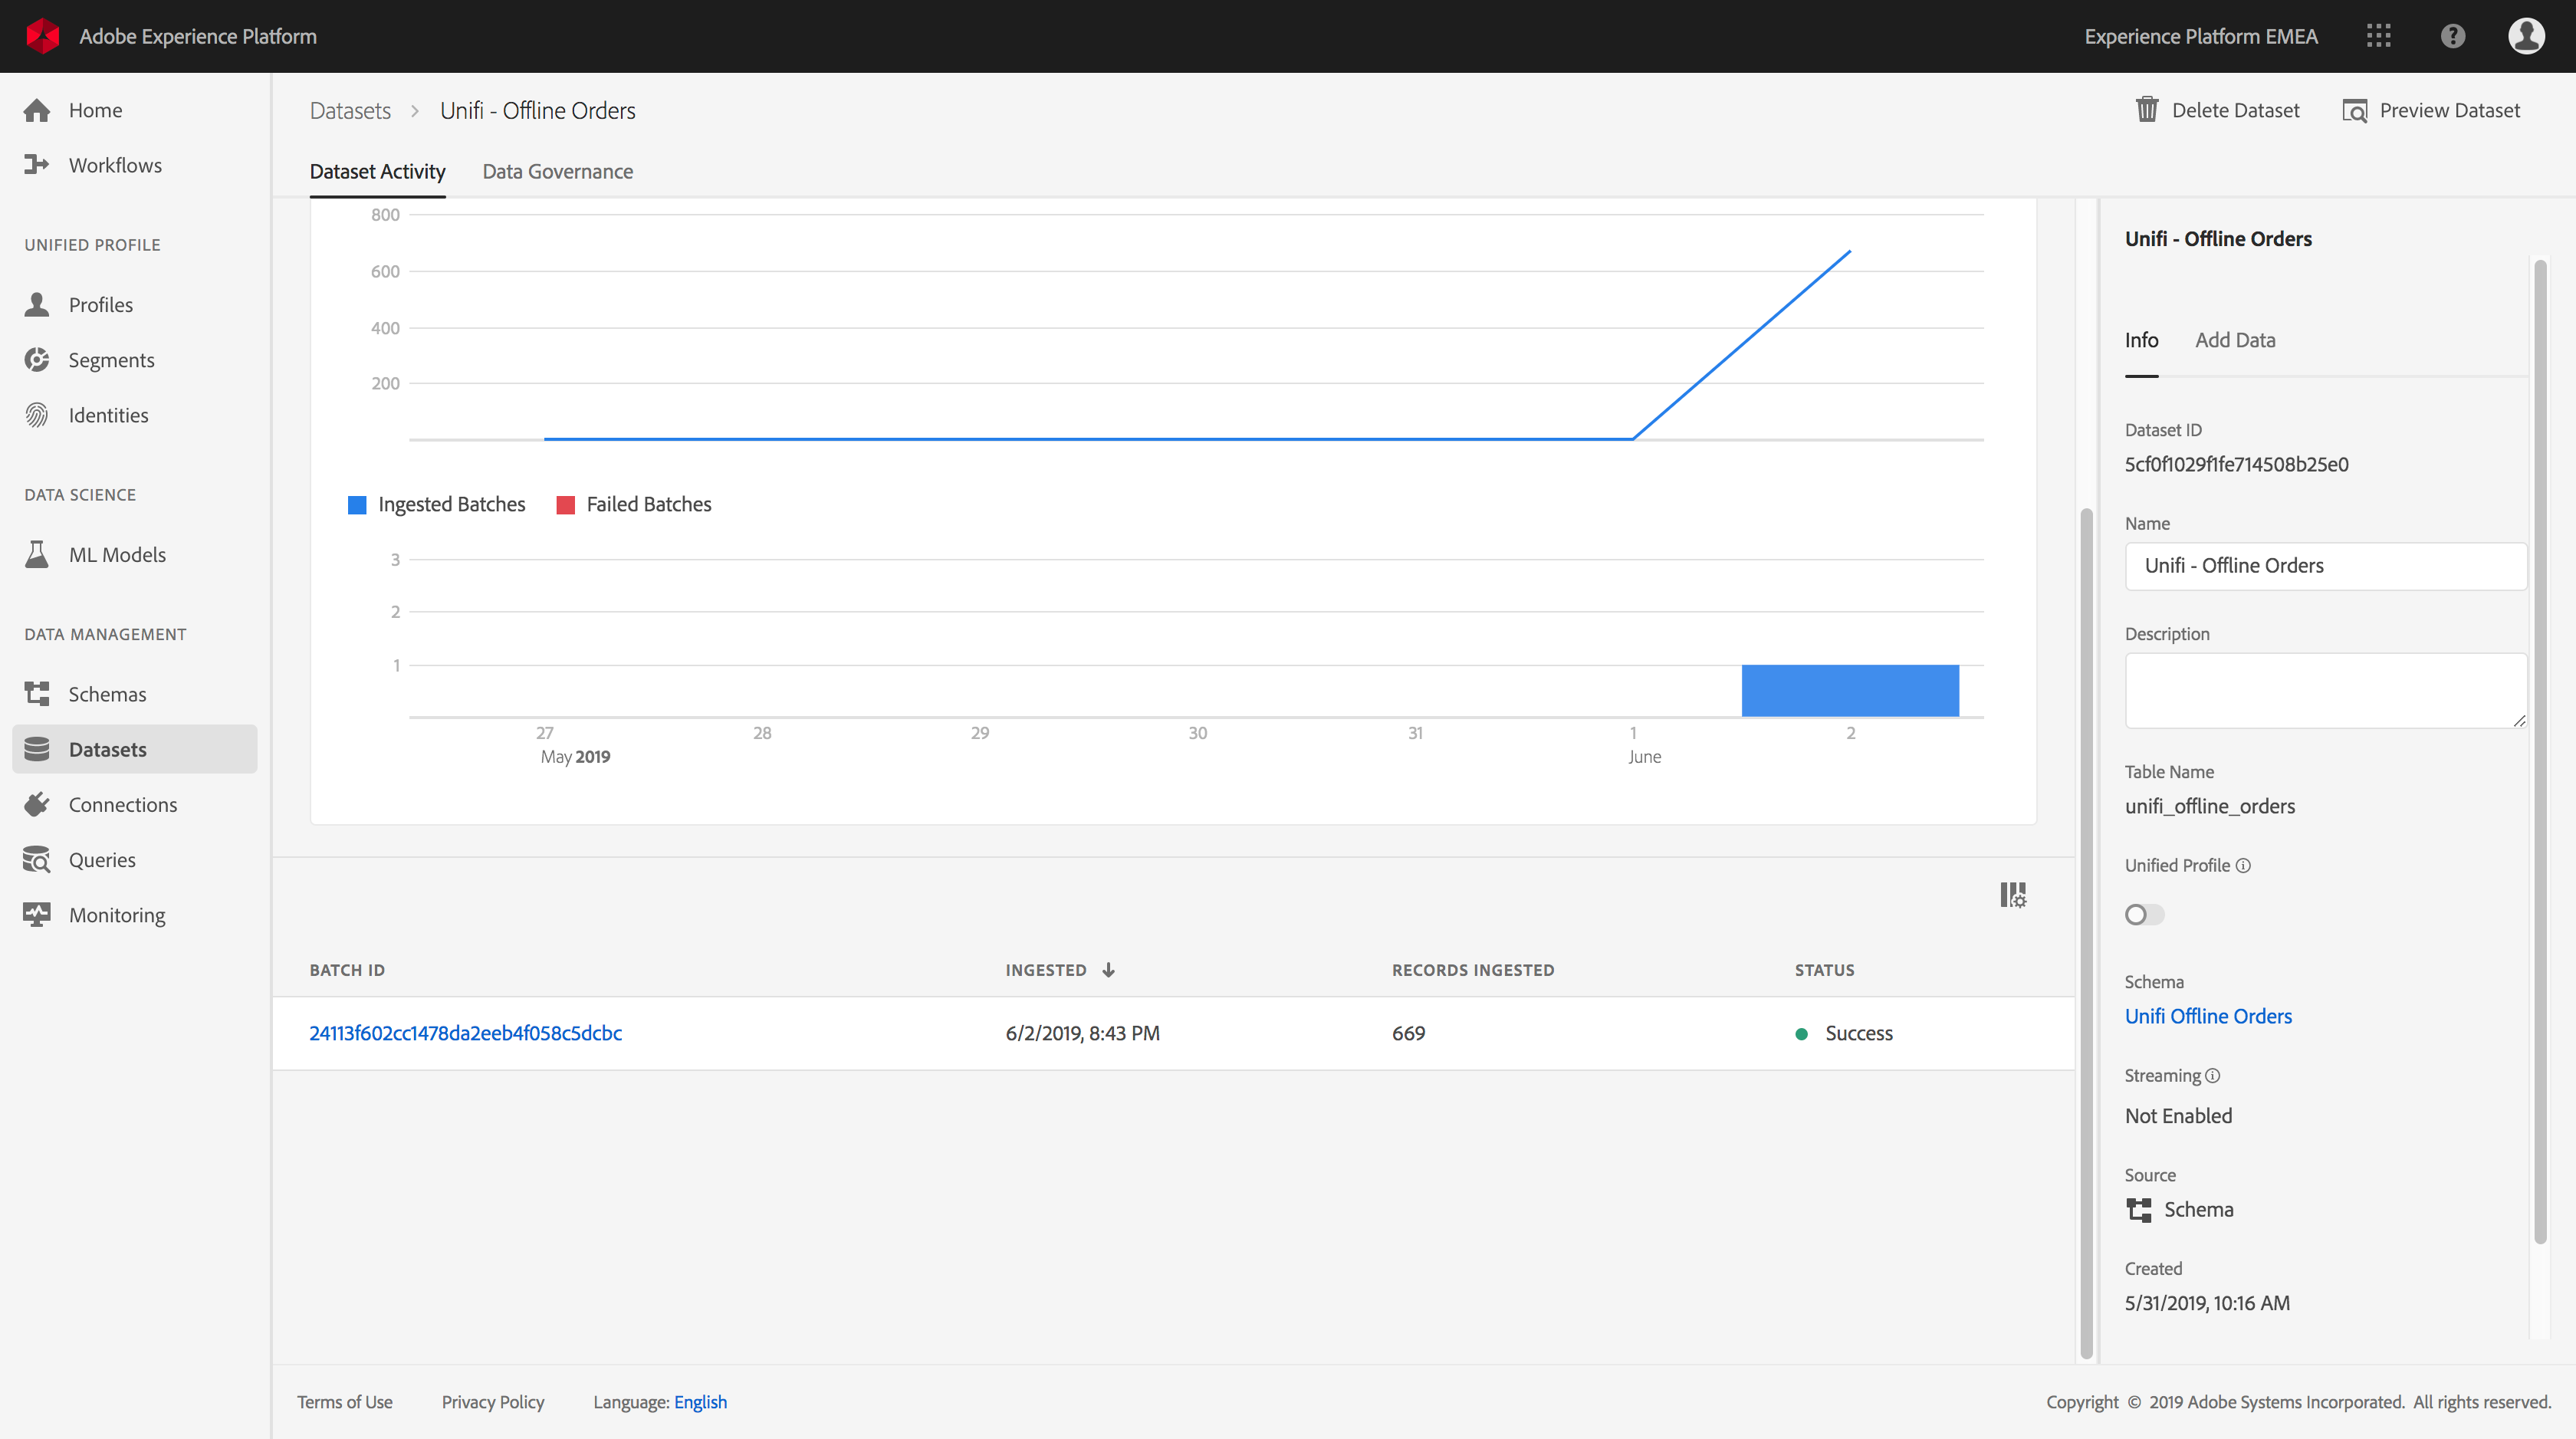 Adobe Experience Platform
Experience Platform EMEA
Home
Workflows
UNIFIED PROFILE
Profiles
Segments
Identities
DATA SCIENCE
ML Models
DATA MANAGEMENT
Schemas
Datasets
Connections
Queries
Monitoring
Datasets > Unifi - Offline Orders
Delete Dataset
Preview Dataset
Dataset Activity
Data Governance
800
600
400
200
Ingested Batches
Failed Batches
3
2
1
27 28 29 30 31 1 2
May 2019 June
BATCH ID INGESTED RECORDS INGESTED STATUS
24113f602cc1478da2eeb4f058c5dcbc 6/2/2019, 8:43 PM 669 Success
Unifi - Offline Orders
Info Add Data
Dataset ID
5cf0f1029f1fe714508b25e0
Name
Unifi - Offline Orders
Description
Table Name
unifi_offline_orders
Unified Profile
Schema
Unifi Offline Orders
Streaming
Not Enabled
Source
Schema
Created
5/31/2019, 10:16 AM
Terms of Use Privacy Policy Language: English
Copyright © 2019 Adobe Systems Incorporated. All rights reserved.